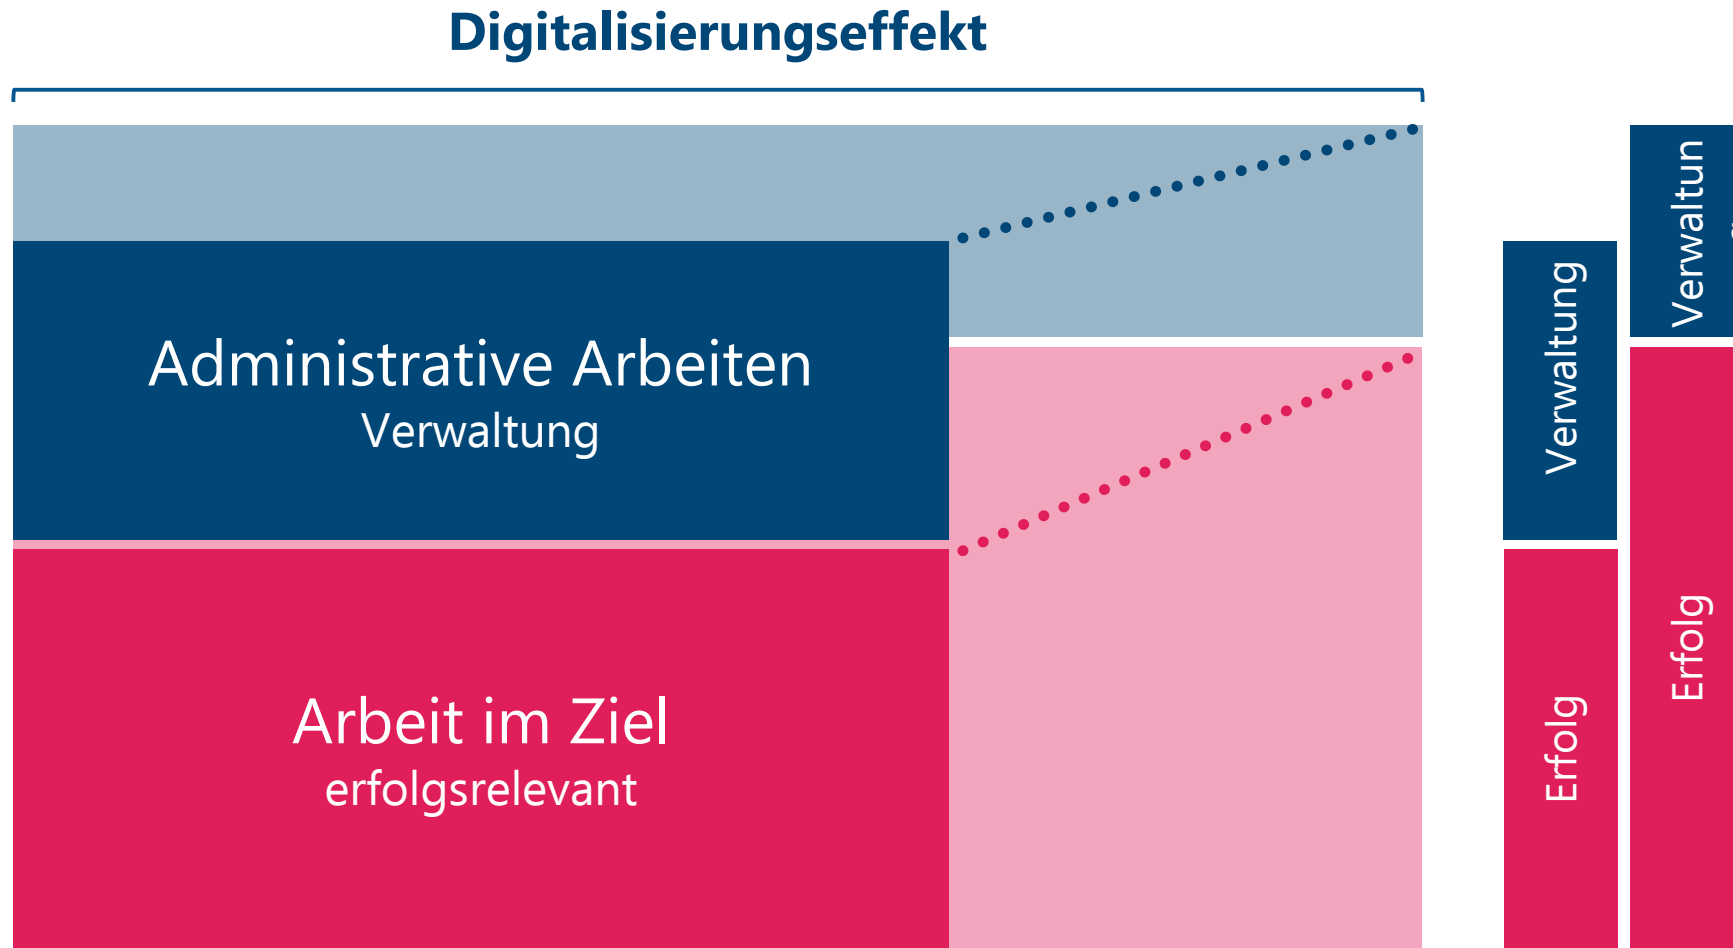 Digitalisierungseffekt
Administrative Arbeiten
Verwaltung
Arbeit im Ziel
erfolgsrelevant
Verwaltung
Erfolg
Verwaltun
Erfolg